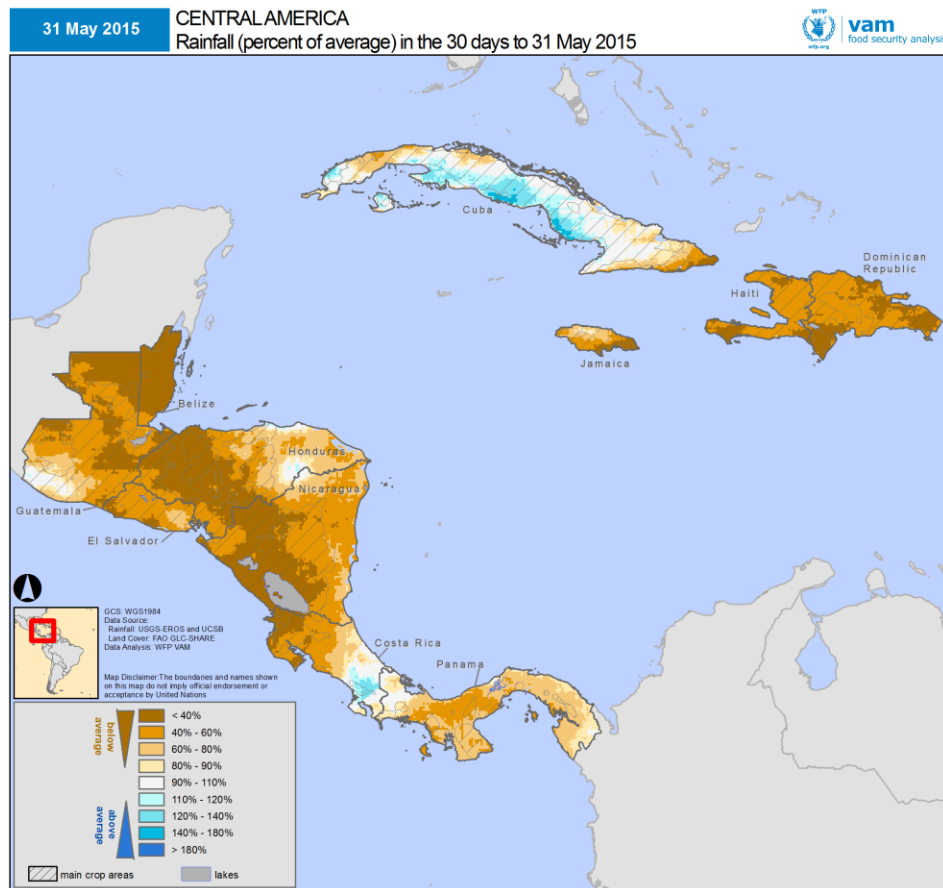 31 May 2015
CENTRAL AMERICA
Rainfall (percent of average) in the 30 days to 31 May 2015
WFP
wfp.org
vam
food security analysis
Cuba
Dominican
Republic
Haiti
Jamaica
Belize
Honduras
Nicaragua
Guatemala
El Salvador
Costa Rica
Panama
GCS: WGS1984
Data Source:
Rainfall: USGS-EROS and UCSB
Land Cover: FAO GLC-SHARE
Data Analysis: WFP VAM
Map Disclaimer:The boundaries and names shown
on this map do not imply official endorsement or
acceptance by United Nations
below
average
above
average
< 40%
40% - 60%
60% - 80%
80% - 90%
90% - 110%
110% - 120%
120% - 140%
140% - 180%
> 180%
main crop areas
lakes